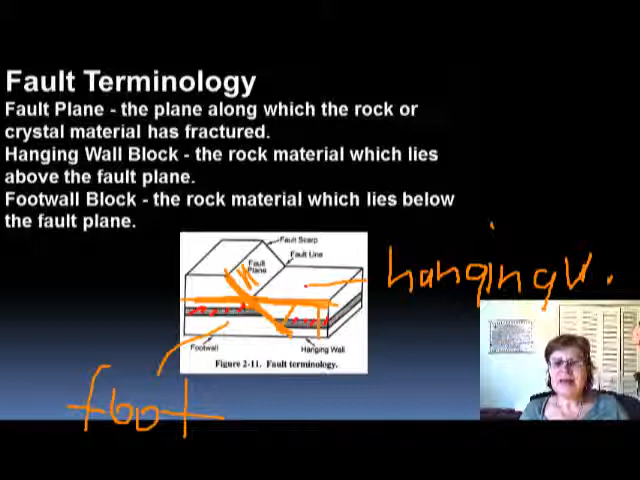 Fault Terminology
Fault Plane - the plane along which the rock or
crystal material has fractured.
Hanging Wall Block - the rock material which lies
above the fault plane.
Footwall Block - the rock material which lies below
the fault plane.
Fault Scarp
Fault Line
Fault
Plane
hanging w.
Footwall
Hanging Wall
Figure 2-11. Fault terminology.
foot